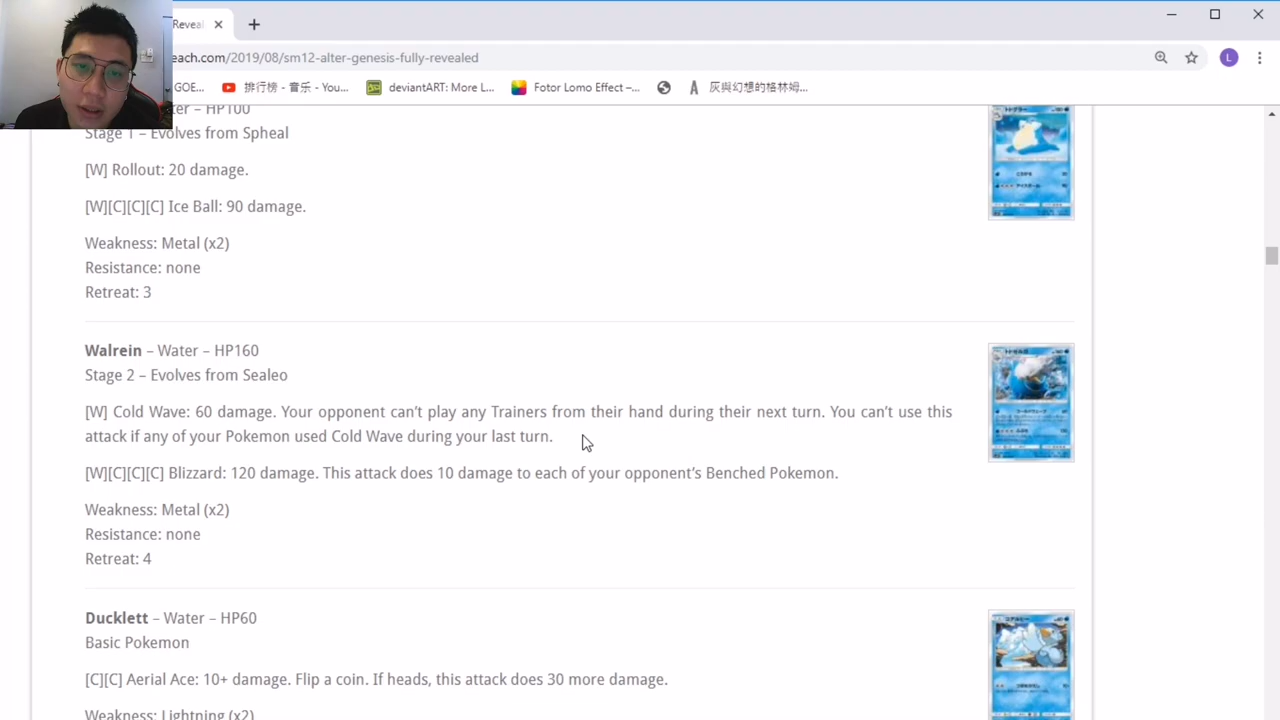 Reveal
each.com/2019/08/sm12-alter-genesis-fully-revealed
L
GOE...
排行榜 - 音乐 - You...
deviantART: More L...
Fotor Lomo Effect –...
灰與幻想的格林姆...
ter – HP100
Stage 1 – Evolves from Spheal
[W] Rollout: 20 damage.
[W][C][C][C] Ice Ball: 90 damage.
Weakness: Metal (x2)
Resistance: none
Retreat: 3
Walrein – Water – HP160
Stage 2 – Evolves from Sealeo
[W] Cold Wave: 60 damage. Your opponent can’t play any Trainers from their hand during their next turn. You can’t use this
attack if any of your Pokemon used Cold Wave during your last turn.
[W][C][C][C] Blizzard: 120 damage. This attack does 10 damage to each of your opponent’s Benched Pokemon.
Weakness: Metal (x2)
Resistance: none
Retreat: 4
Ducklett – Water – HP60
Basic Pokemon
[C][C] Aerial Ace: 10+ damage. Flip a coin. If heads, this attack does 30 more damage.
Weakness: Lightning (x2)